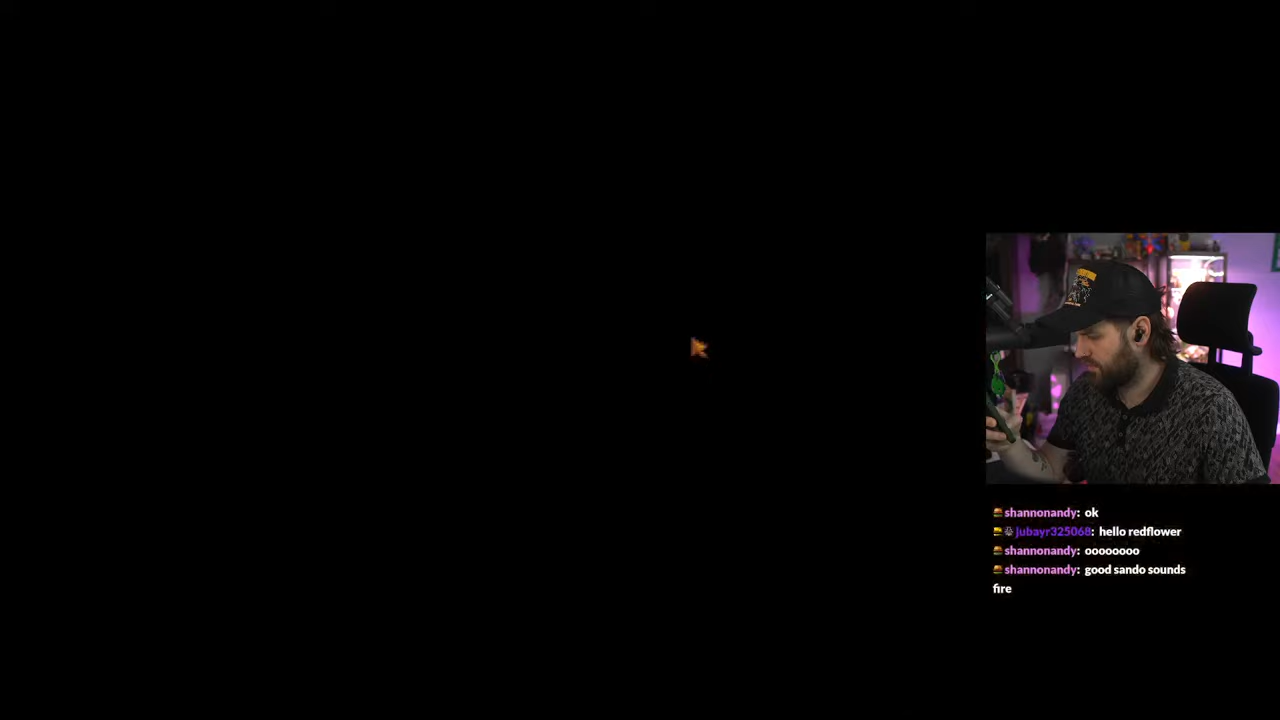 shannonandy: ok
jubayr325068: hello redflower
shannonandy: oooooooo
shannonandy: good sando sounds
fire